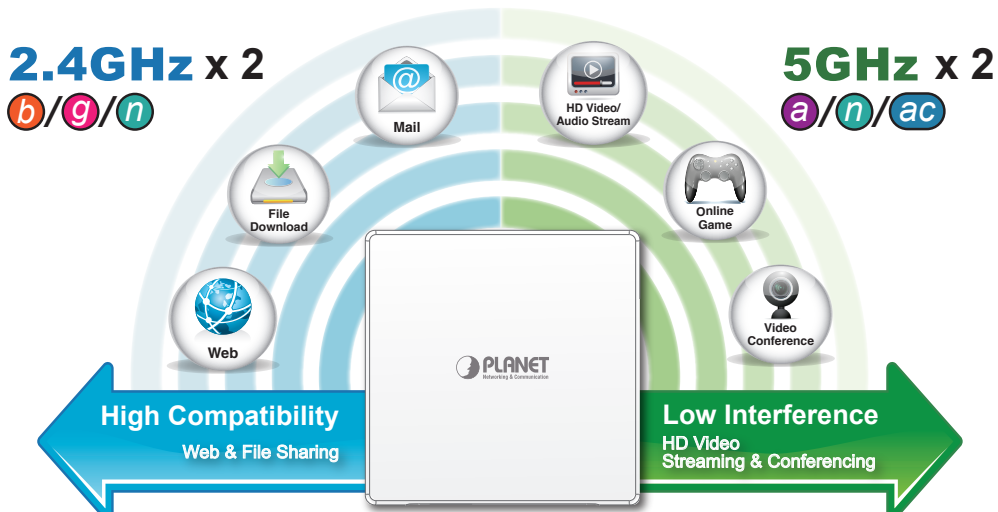 2.4GHz x 2
b/g/n
5GHz x 2
a/n/ac
Mail
HD Video/
Audio Stream
File
Download
Online
Game
Web
Video
Conference
PLANET
Networking & Communication
High Compatibility
Web & File Sharing
Low Interference
HD Video
Streaming & Conferencing